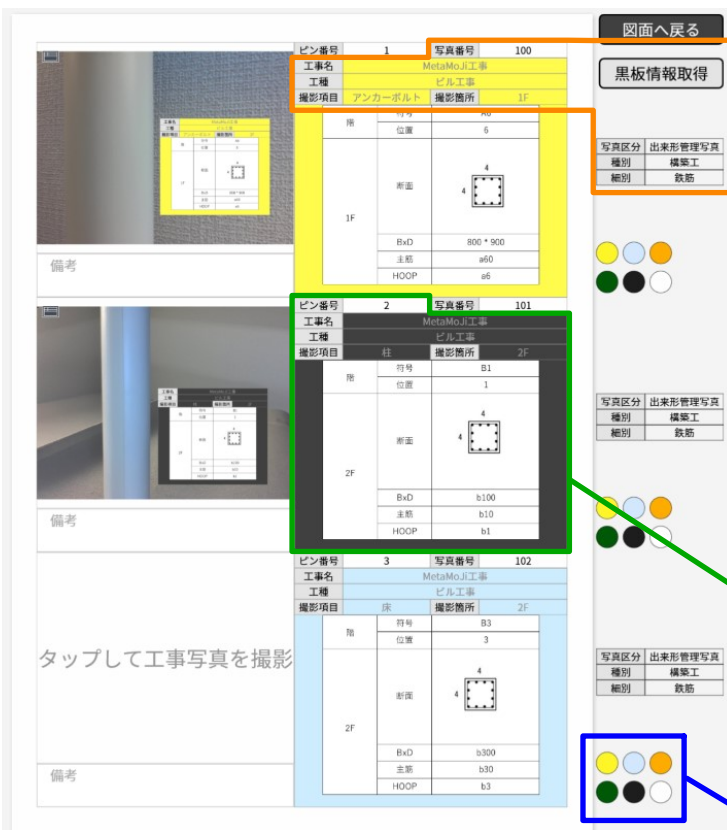 図面へ戻る
黒板情報取得
ピン番号 1 写真番号 100
工事名 MetaMoJi工事
工種 ビル工事
撮影項目 アンカーボルト 撮影箇所 1F
階 符号
位置 6
1F 断面 4 4
BxD 800 * 900
主筋 a60
HOOP a6
写真区分 出来形管理写真
種別 構築工
細別 鉄筋
備考
ピン番号 2 写真番号 101
工事名 MetaMoJi工事
工種 ビル工事
撮影項目 柱 撮影箇所 2F
階 符号 B1
位置 1
2F 断面 4 4
BxD b100
主筋 b10
HOOP b1
写真区分 出来形管理写真
種別 構築工
細別 鉄筋
備考
ピン番号 3 写真番号 102
工事名 MetaMoJi工事
工種 ビル工事
撮影項目 床 撮影箇所 2F
階 符号 B3
位置 3
2F 断面 4 4
BxD b300
主筋 b30
HOOP b3
タップして工事写真を撮影
写真区分 出来形管理写真
種別 構築工
細別 鉄筋
備考